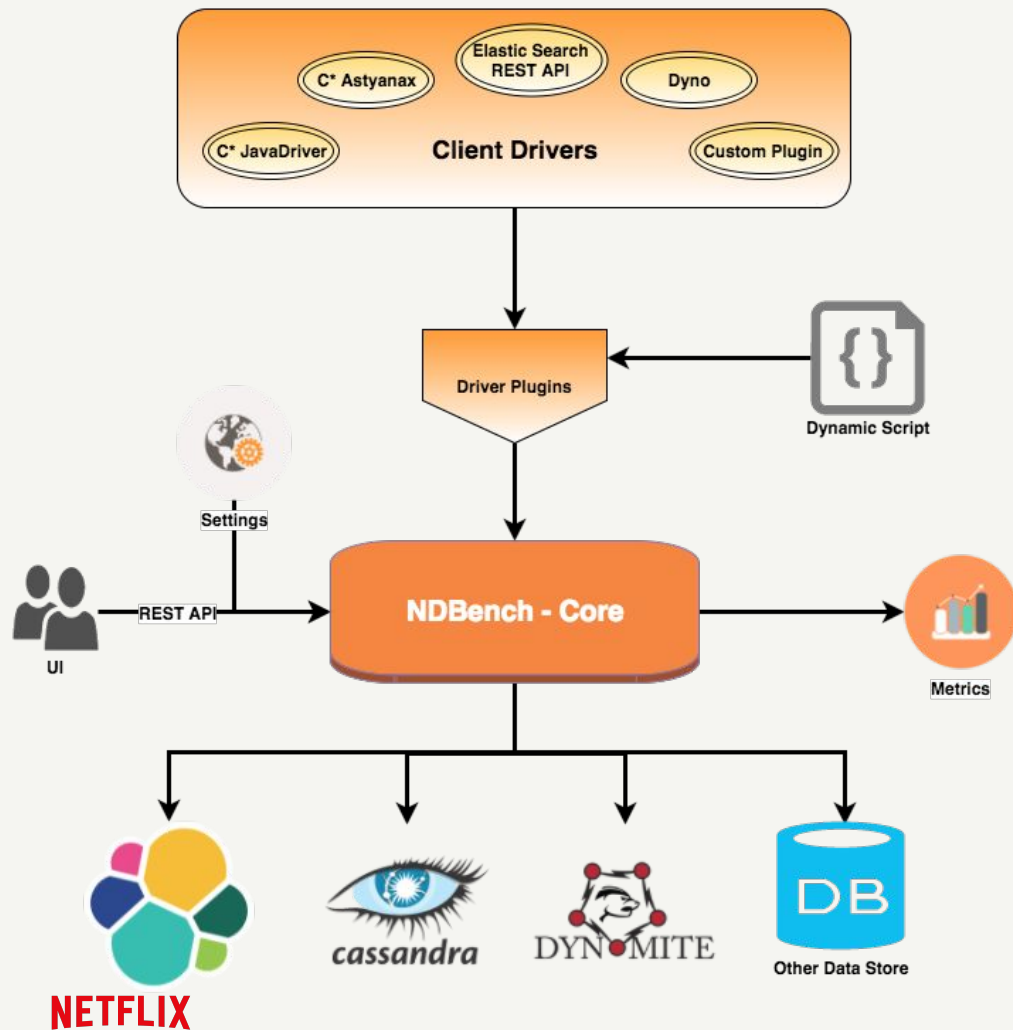 Elastic Search
REST API
C* Astyanax
Dyno
C* JavaDriver
Client Drivers
Custom Plugin
Driver Plugins
{}
Dynamic Script
Settings
REST API
NDBench - Core
UI
Metrics
cassandra
DYNOMITE
DB
Other Data Store
NETFLIX